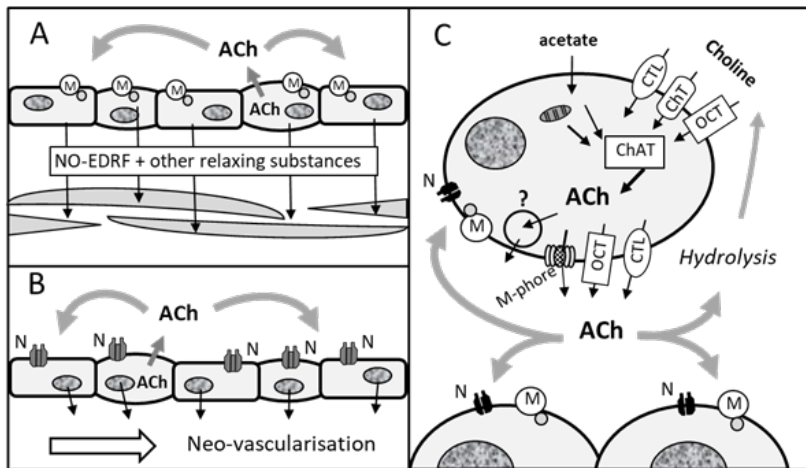 A
ACh
M
M
M
M
M
ACh
NO-EDRF + other relaxing substances
B
ACh
N
N
N
N
N
ACh
Neo-vascularisation
C
acetate
Choline
CTL
ChT
OCT
ChAT
N
ACh
?
M
M-phore
OCT
CTL
Hydrolysis
ACh
N
M
N
M